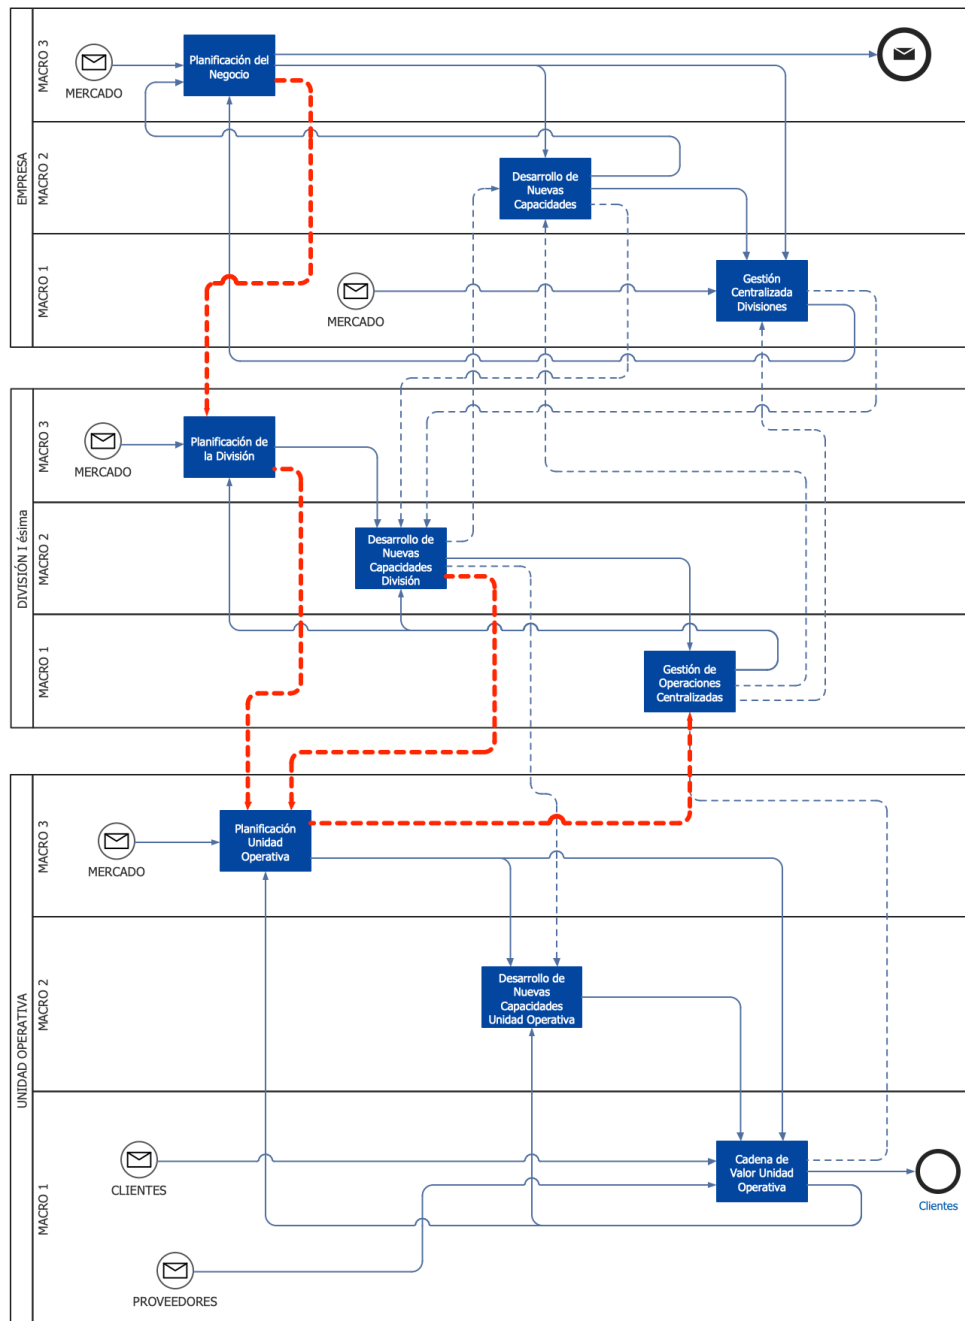 EMPRESA
MACRO 3
MERCADO
Planificación del
Negocio
MACRO 2
Desarrollo de
Nuevas
Capacidades
MACRO 1
MERCADO
Gestión
Centralizada
Divisiones
DIVISIÓN I ésima
MACRO 3
MERCADO
Planificación de
la División
MACRO 2
Desarrollo de
Nuevas
Capacidades
División
MACRO 1
Gestión de
Operaciones
Centralizadas
UNIDAD OPERATIVA
MACRO 3
MERCADO
Planificación
Unidad
Operativa
MACRO 2
Desarrollo de
Nuevas
Capacidades
Unidad Operativa
MACRO 1
CLIENTES
Cadena de
Valor Unidad
Operativa
Clientes
PROVEEDORES